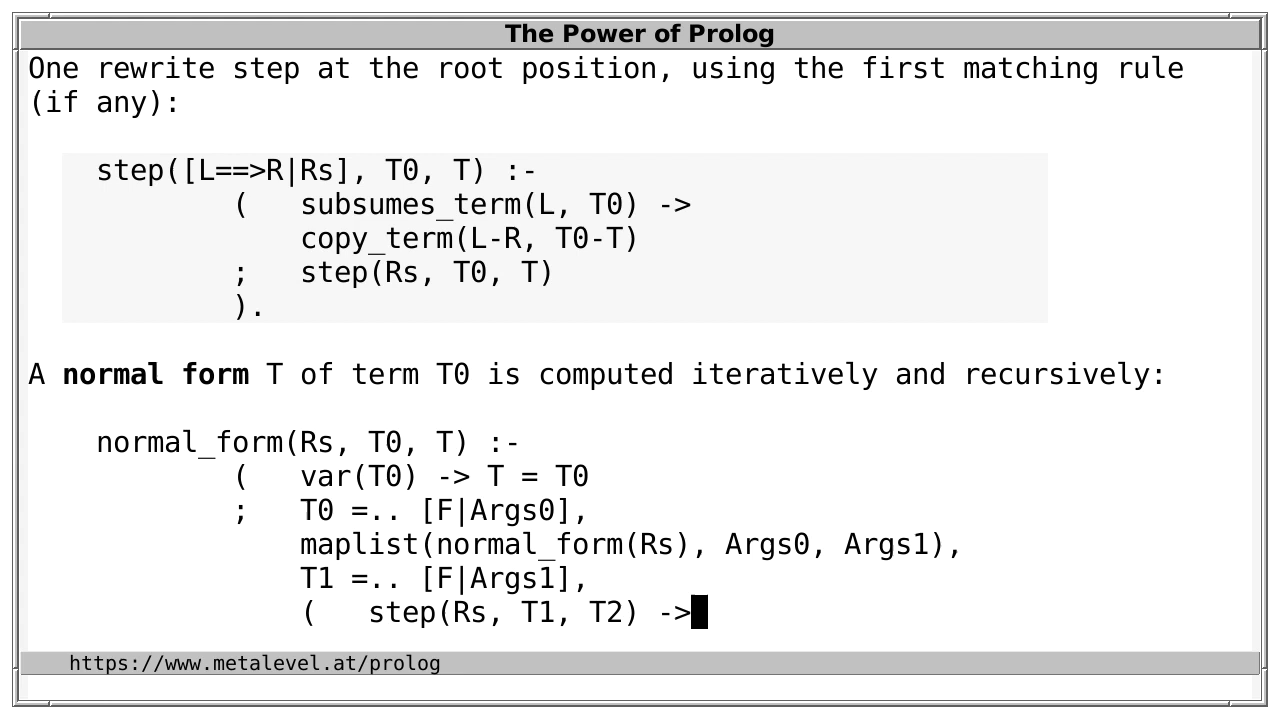 The Power of Prolog
One rewrite step at the root position, using the first matching rule
(if any):
step([L==>R|Rs], T0, T) :-
(   subsumes_term(L, T0) ->
copy_term(L-R, T0-T)
;   step(Rs, T0, T)
).
A normal form T of term T0 is computed iteratively and recursively:
normal_form(Rs, T0, T) :-
(   var(T0) -> T = T0
;   T0 =.. [F|Args0],
maplist(normal_form(Rs), Args0, Args1),
T1 =.. [F|Args1],
(   step(Rs, T1, T2) ->
https://www.metalevel.at/prolog